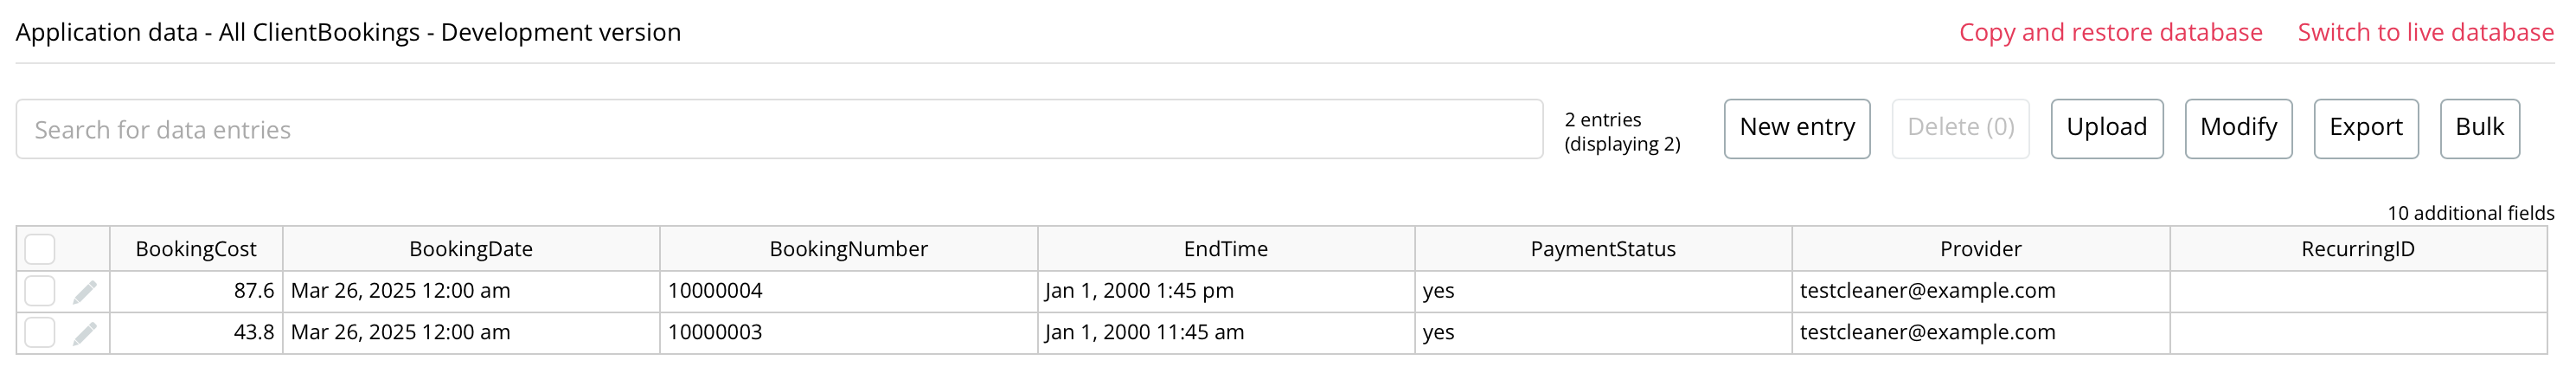 Application data - All ClientBookings - Development version Copy and restore database Switch to live database
Search for data entries 2 entries (displaying 2) New entry Delete (0) Upload Modify Export Bulk
10 additional fields
BookingCost BookingDate BookingNumber EndTime PaymentStatus Provider RecurringID
87.6 Mar 26, 2025 12:00 am 10000004 Jan 1, 2000 1:45 pm yes testcleaner@example.com
43.8 Mar 26, 2025 12:00 am 10000003 Jan 1, 2000 11:45 am yes testcleaner@example.com